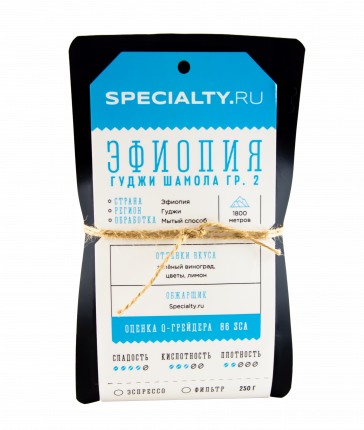 SPECIALTY.RU
ЭФИОПИЯ
ГУДЖИ ШАМОЛА ГР. 2
СТРАНА Эфиопия
РЕГИОН Гуджи
ОБРАБОТКА Мытый способ
1800
метров
ОТТЕНКИ ВКУСА
зелёный виноград,
цветы, лимон
ОБЖАРЩИК
Specialty.ru
ОЦЕНКА Q-ГРЕЙДЕРА 86 SCA
СЛАДОСТЬ КИСЛОТНОСТЬ ПЛОТНОСТЬ
ЭСПРЕССО ФИЛЬТР 250 Г